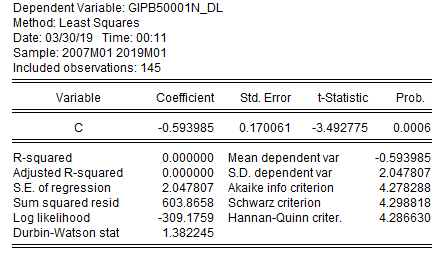 Dependent Variable: GIPB50001N_DL
Method: Least Squares
Date: 03/30/19 Time: 00:11
Sample: 2007M01 2019M01
Included observations: 145
Variable Coefficient Std. Error t-Statistic Prob.
C -0.593985 0.170061 -3.492775 0.0006
R-squared 0.000000 Mean dependent var -0.593985
Adjusted R-squared 0.000000 S.D. dependent var 2.047807
S.E. of regression 2.047807 Akaike info criterion 4.278288
Sum squared resid 603.8658 Schwarz criterion 4.298818
Log likelihood -309.1759 Hannan-Quinn criter. 4.286630
Durbin-Watson stat 1.382245